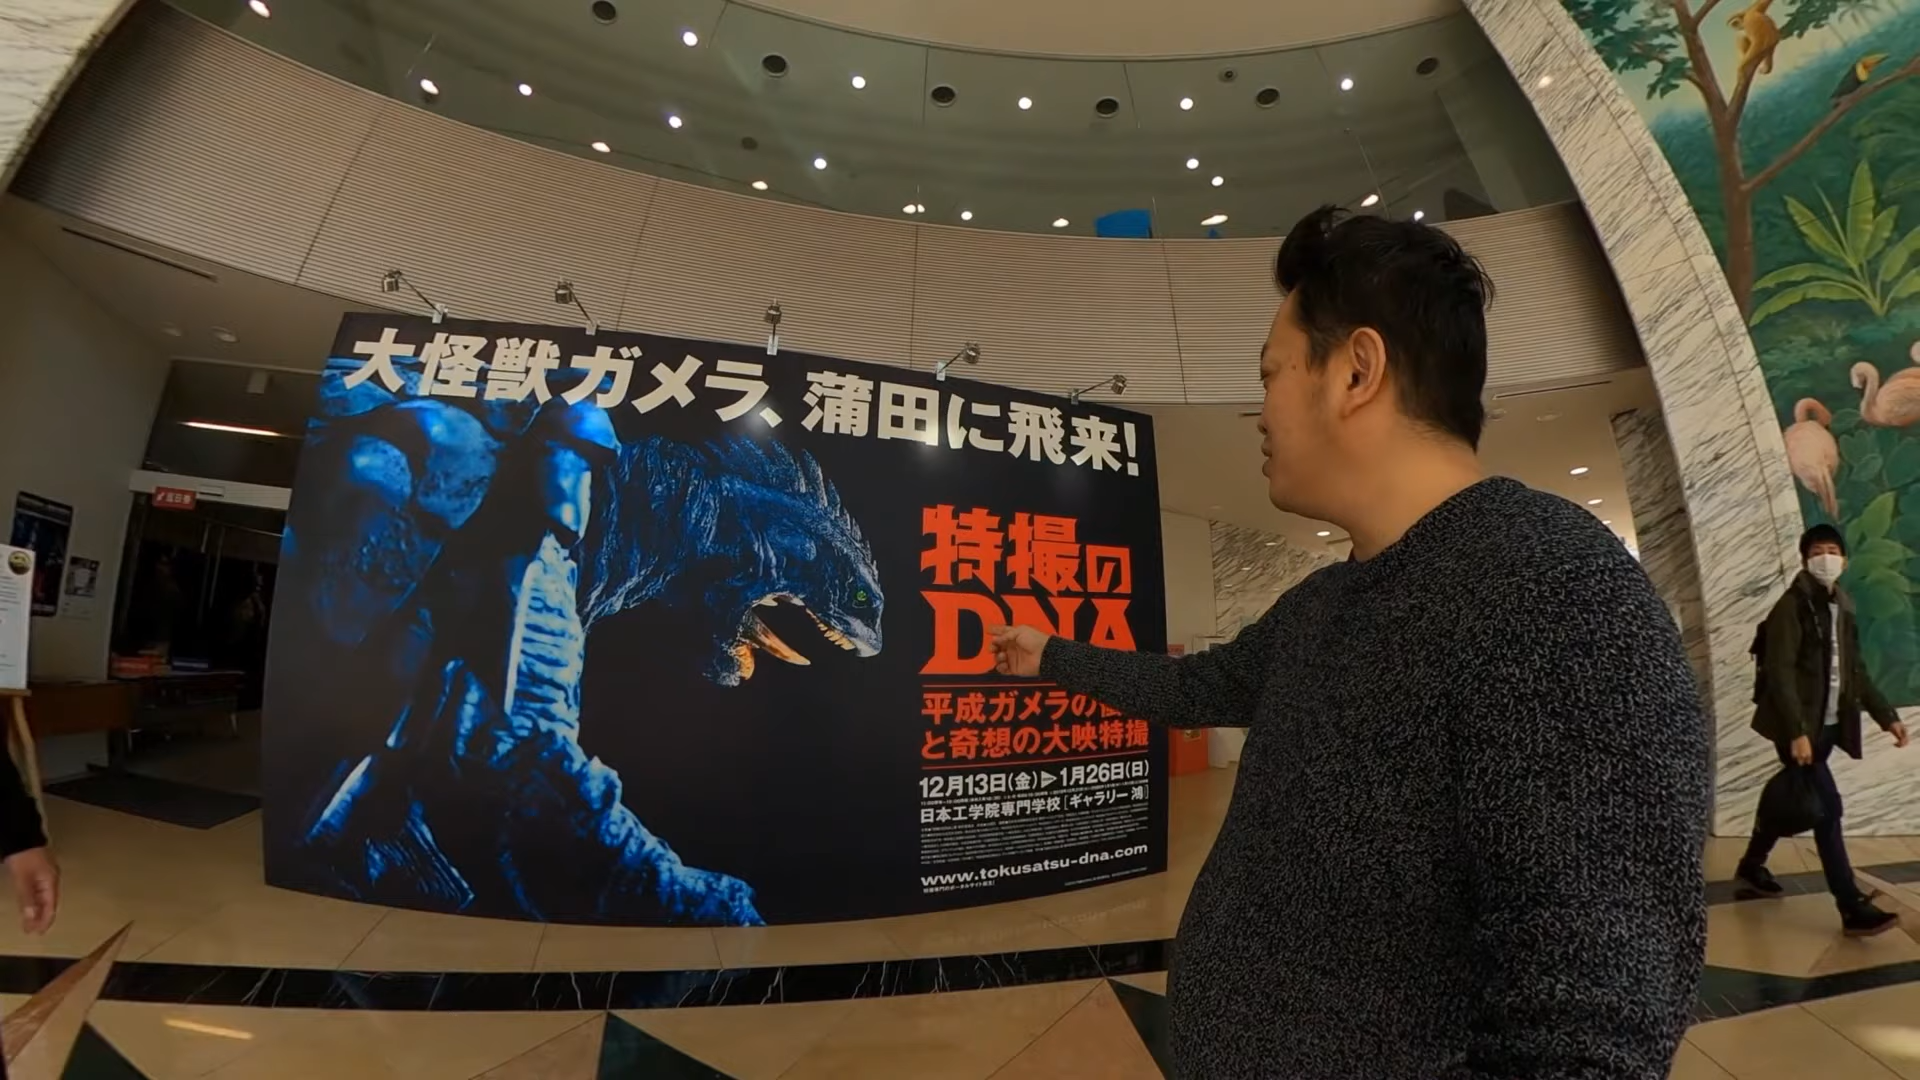 大怪獣ガメラ、蒲田に飛来!
特撮の
DNA
平成ガメラの
と奇想の大映特撮
12月13日(金)▶1月26日(日)
日本工学院専門学校[ギャラリー鴻]
www.tokusatsu-dna.com